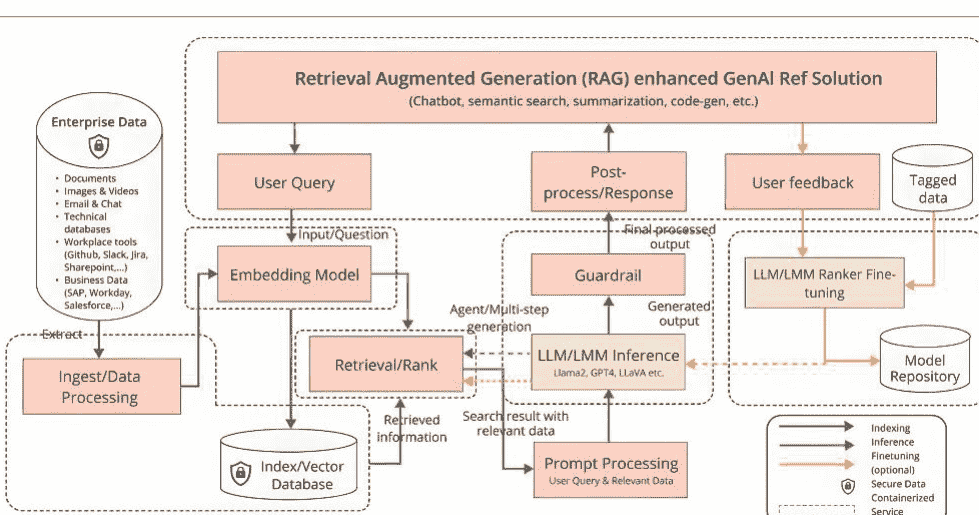 Retrieval Augmented Generation (RAG) enhanced GenAI Ref Solution
(Chatbot, semantic search, summarization, code-gen, etc.)
Enterprise Data
• Documents
• Images & Videos
• Email & Chat
• Technical
databases
• Workplace tools
(Github, Slack, Jira,
Sharepoint,...)
• Business Data
(SAP, Workday,
Salesforce,...)
Extract
Ingest/Data
Processing
User Query
Input/Question
Embedding Model
Retrieval/Rank
Retrieved
information
Index/Vector
Database
Post-
process/Response
Final processed
output
Guardrail
Generated
output
Agent/Multi-step
generation
LLM/LMM Inference
Llama2, GPT4, LLaVA etc.
Search result with
relevant data
Prompt Processing
User Query & Relevant Data
User feedback
Tagged
data
LLM/LMM Ranker Fine-
tuning
Model
Repository
Indexing
Inference
Finetuning
(optional)
Secure Data
Containerized
Service